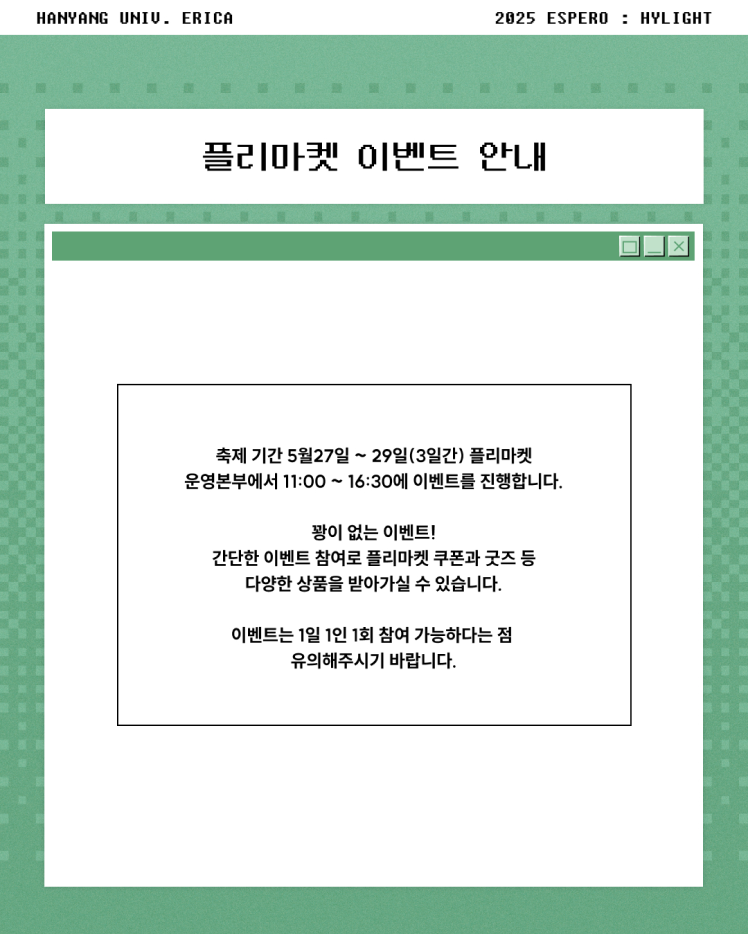 HANYANG UNIV. ERICA
2025 ESPERO : HYLIGHT
플리마켓 이벤트 안내
축제 기간 5월27일 ~ 29일(3일간) 플리마켓
운영본부에서 11:00 ~ 16:30에 이벤트를 진행합니다.
꽝이 없는 이벤트!
간단한 이벤트 참여로 플리마켓 쿠폰과 굿즈 등
다양한 상품을 받아가실 수 있습니다.
이벤트는 1일 1인 1회 참여 가능하다는 점
유의해주시기 바랍니다.